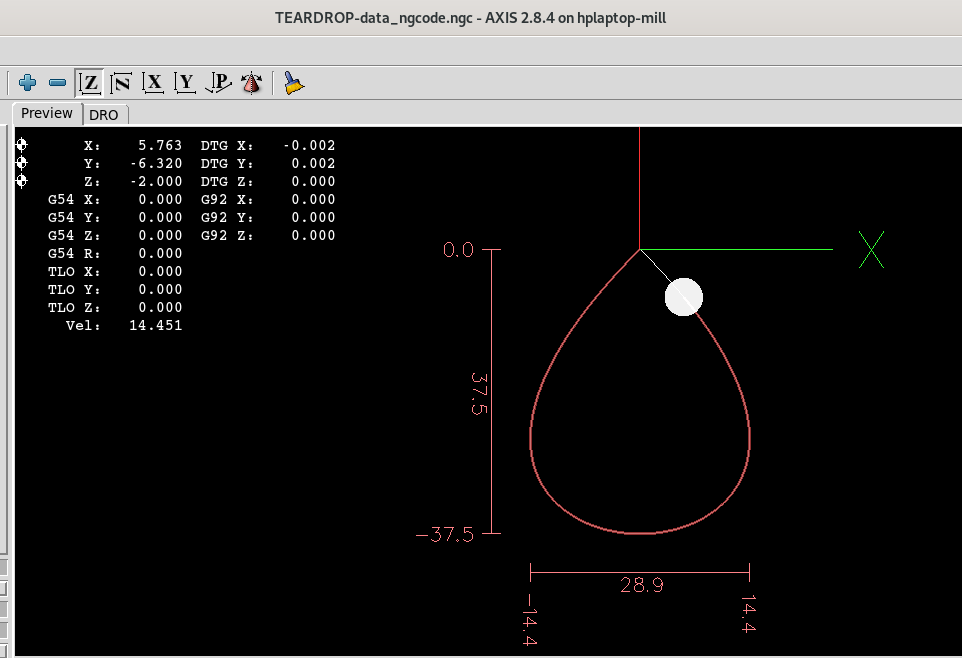 TEARDROP-data_ngcode.ngc - AXIS 2.8.4 on hplaptop-mill
Z N X Y P
Preview DRO
X: 5.763 DTG X: -0.002
Y: -6.320 DTG Y: 0.002
Z: -2.000 DTG Z: 0.000
G54 X: 0.000 G92 X: 0.000
G54 Y: 0.000 G92 Y: 0.000
G54 Z: 0.000 G92 Z: 0.000
G54 R: 0.000
TLO X: 0.000
TLO Y: 0.000
TLO Z: 0.000
Vel: 14.451
0.0
X
37.5
-37.5
28.9
-14.4
14.4